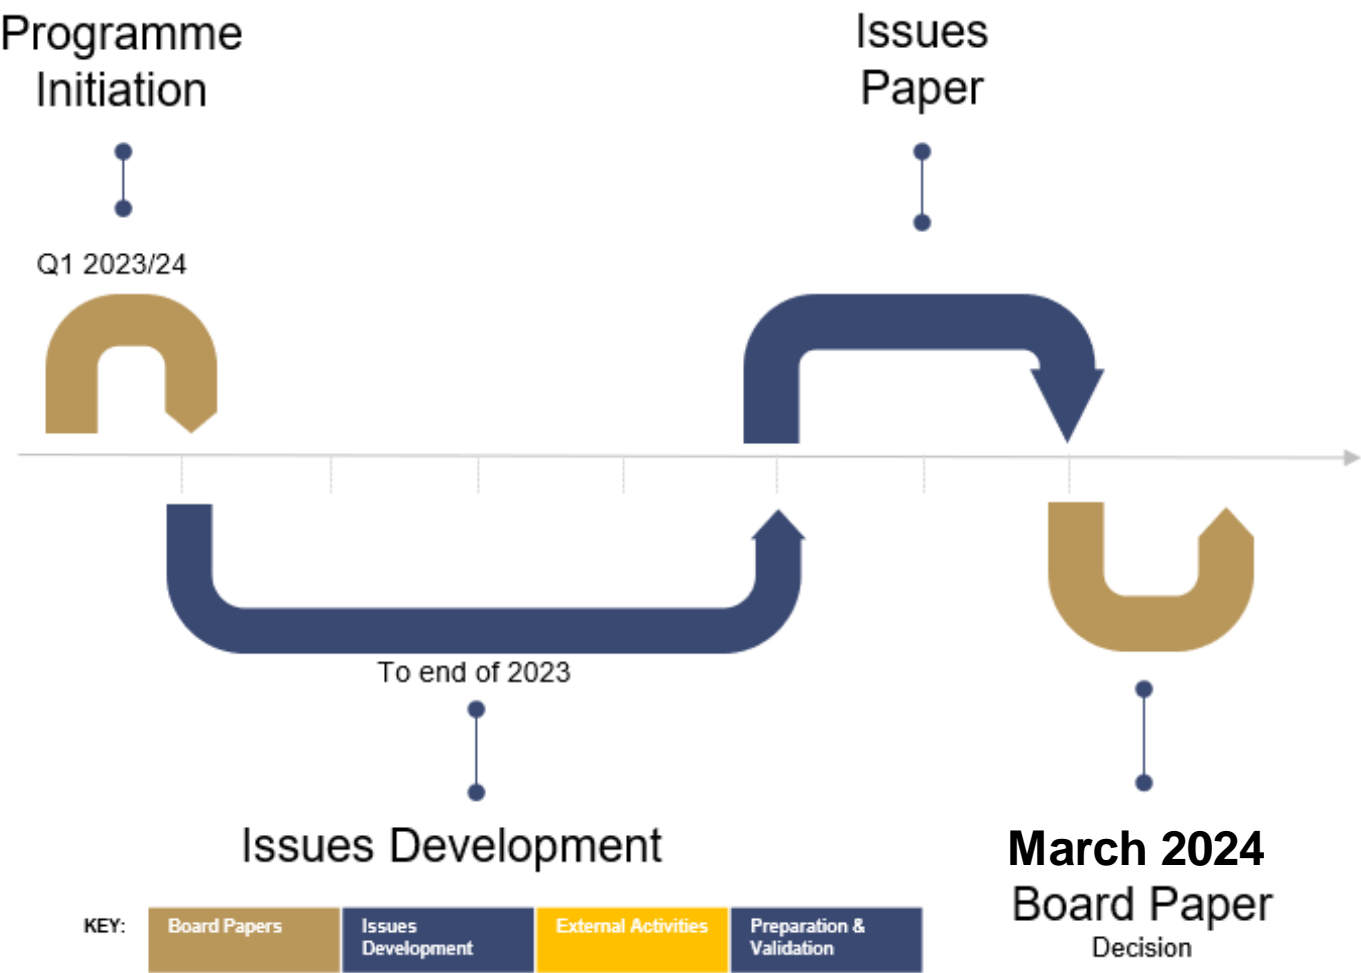 Programme
Initiation
Issues
Paper
Q1 2023/24
To end of 2023
Issues Development
March 2024
Board Paper
Decision
KEY:
Board Papers
Issues
Development
External Activities
Preparation &
Validation